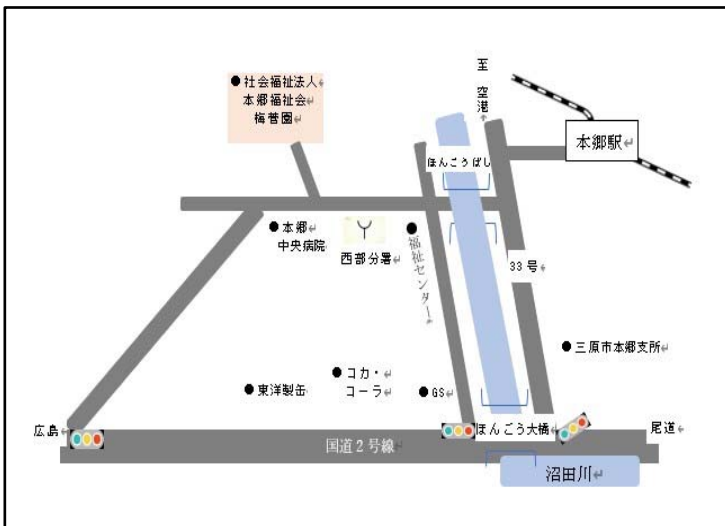 至 空港
● 社会福祉法人
本郷福祉会
梅菅園
本郷駅
ほんごうばし
● 本郷
中央病院
西部分署
● 福祉センター
33号
● 三原市本郷支所
● コカ・
コーラ
● 東洋製缶
● GS
広島
ほんごう大橋
尾道
国道2号線
沼田川